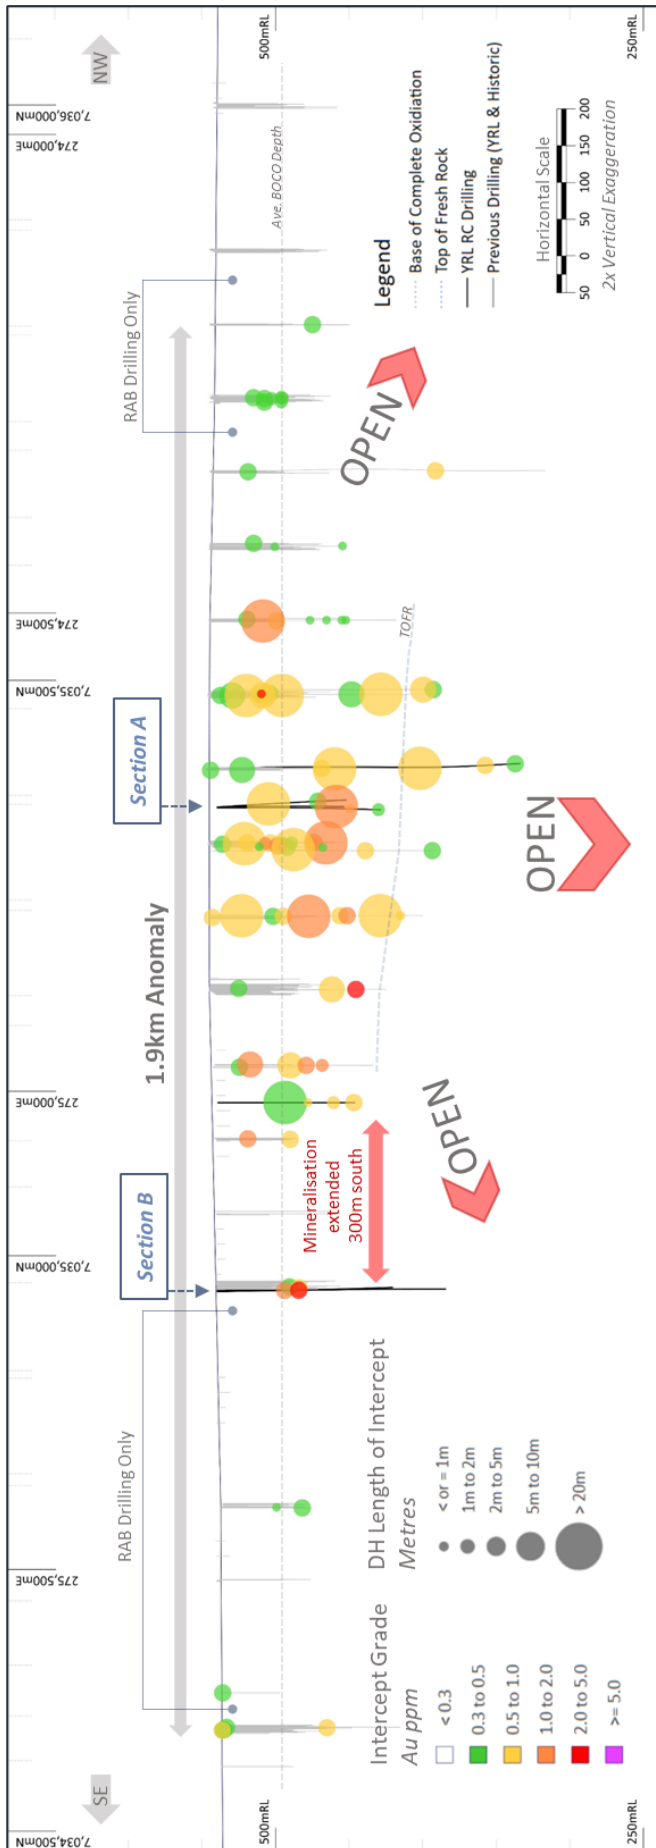 SE
NW
7,034,500mN
275,500mE
7,035,000mN
275,000mE
7,035,500mN
274,500mE
274,000mE
7,036,000mN
1.9km Anomaly
RAB Drilling Only
Section B
Section A
RAB Drilling Only
500mRL
500mRL
Ave. BOCO Depth
Mineralisation
extended
300m south
TOFR
OPEN
OPEN
OPEN
Intercept Grade
Au ppm
< 0.3
0.3 to 0.5
0.5 to 1.0
1.0 to 2.0
2.0 to 5.0
>= 5.0
DH Length of Intercept
Metres
< or = 1m
1m to 2m
2m to 5m
5m to 10m
> 20m
Legend
Base of Complete Oxidiation
Top of Fresh Rock
YRL RC Drilling
Previous Drilling (YRL & Historic)
Horizontal Scale
50 0 50 100 150 200
2x Vertical Exaggeration
250mRL
250mRL